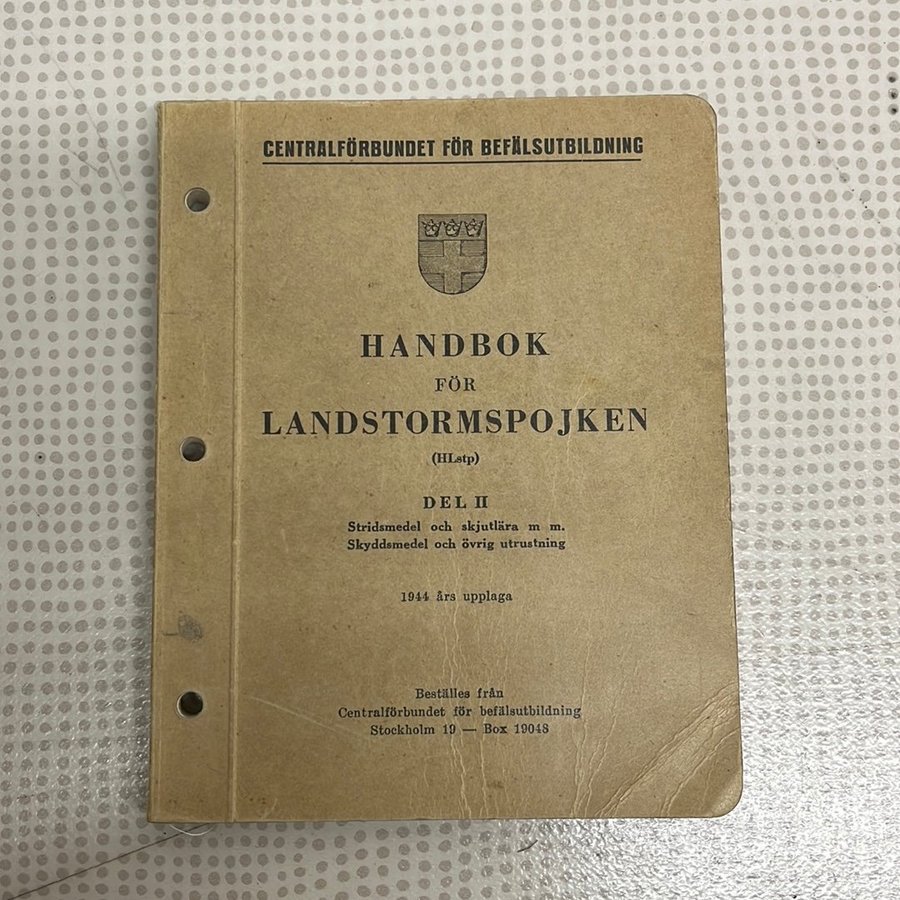 CENTRALFÖRBUNDET FÖR BEFÄLSUTBILDNING
HANDBOK
FÖR
LANDSTORMSPOJKEN
(HLstp)
DEL II
Stridsmedel och skjutlära m m.
Skyddsmedel och övrig utrustning
1944 års upplaga
Beställes från
Centralförbundet för befälsutbildning
Stockholm 19 — Box 19048